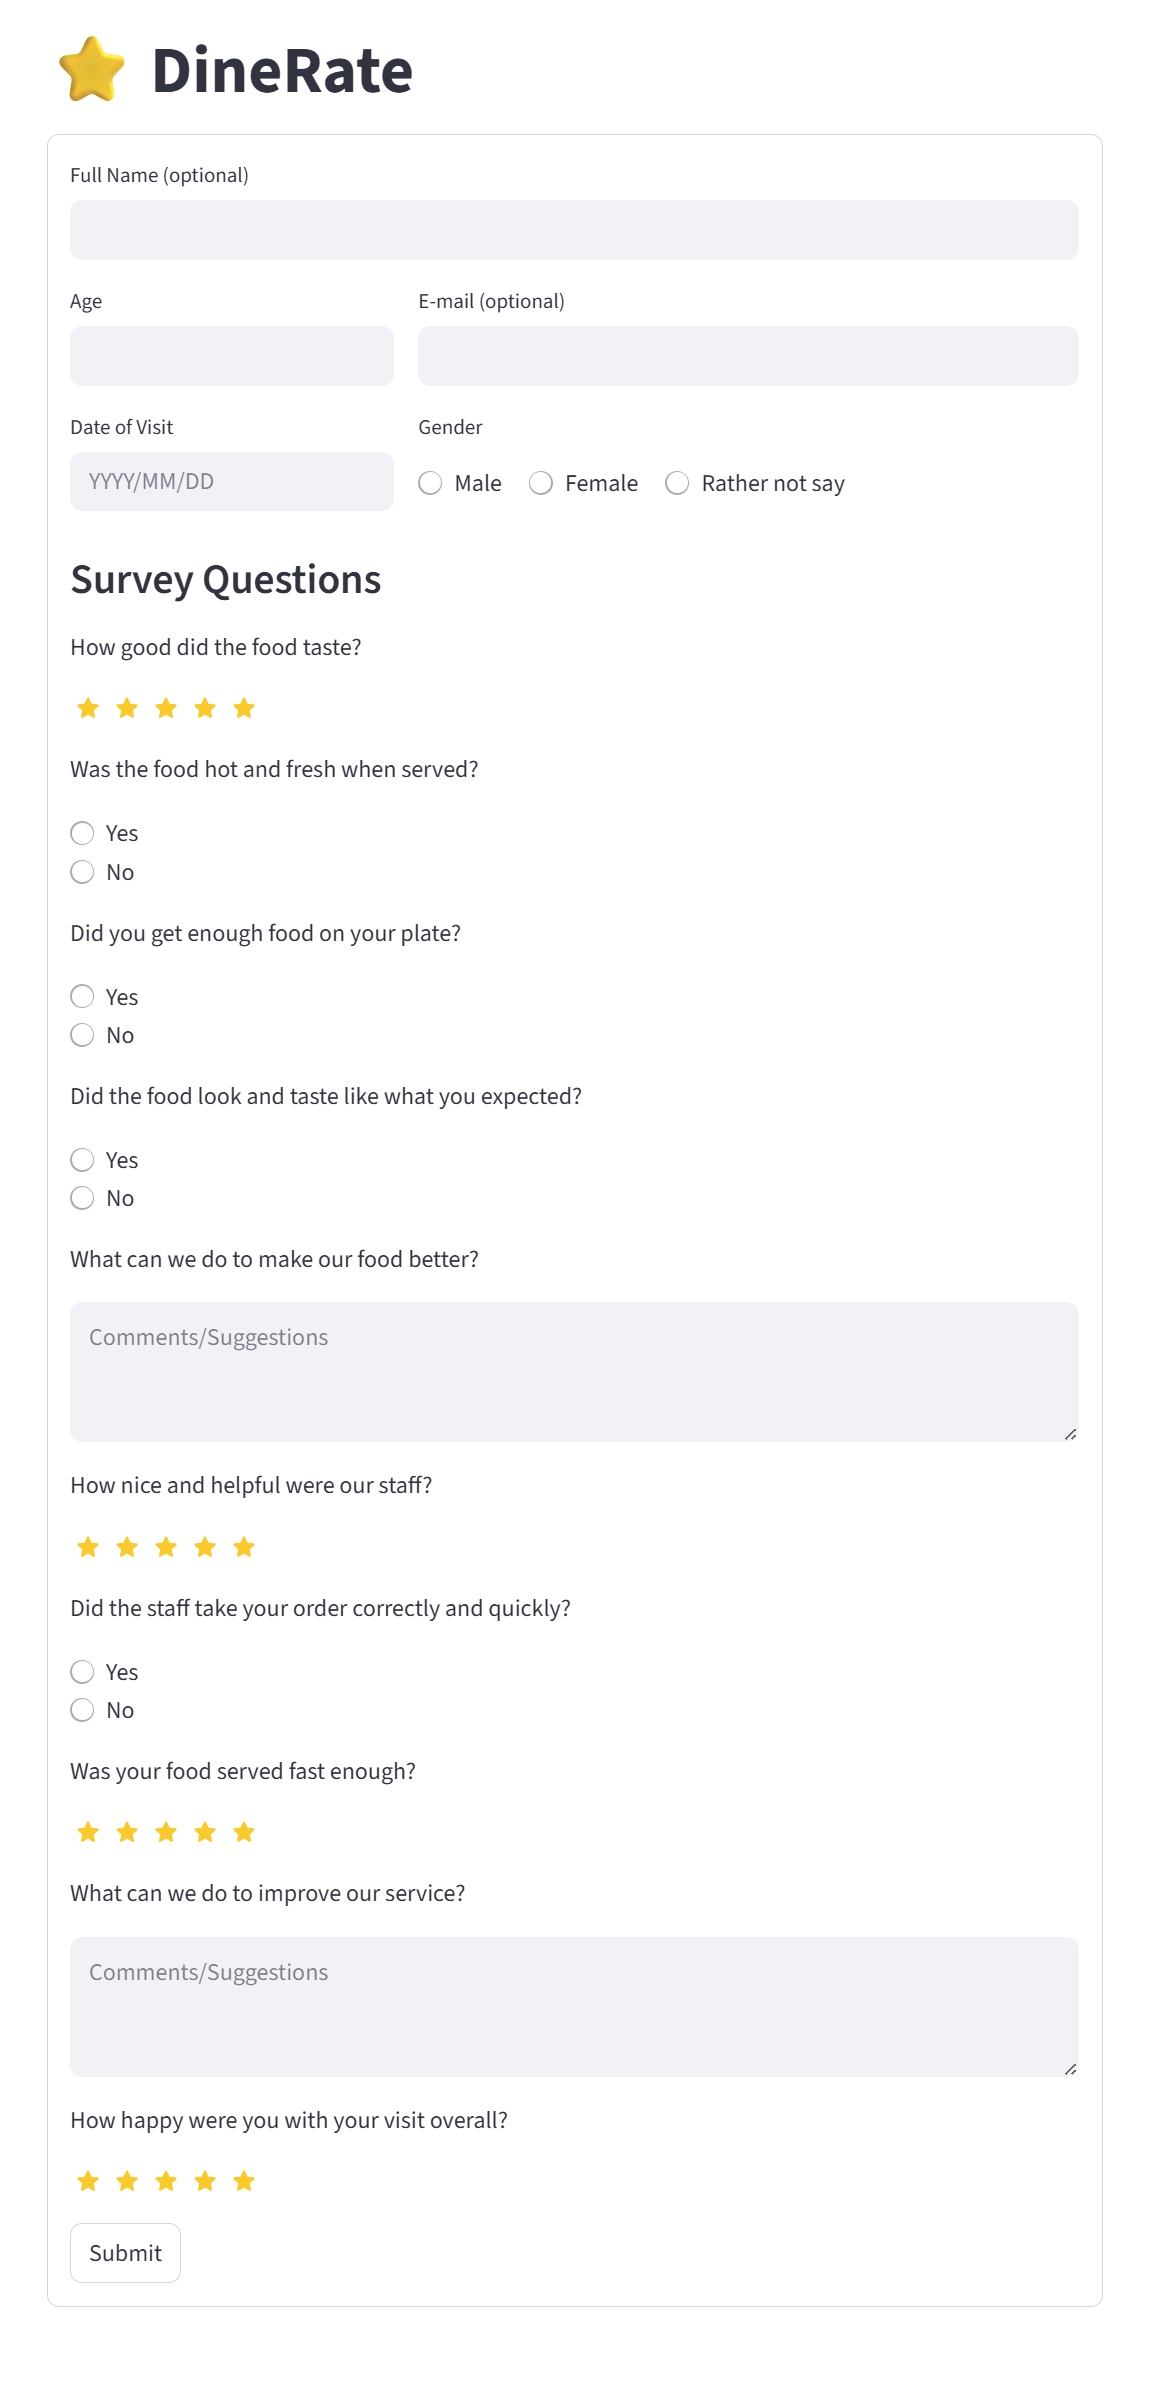 DineRate
Full Name (optional)
Age
E-mail (optional)
Date of Visit
Gender
YYYY/MM/DD
Male
Female
Rather not say
Survey Questions
How good did the food taste?
Was the food hot and fresh when served?
Yes
No
Did you get enough food on your plate?
Yes
No
Did the food look and taste like what you expected?
Yes
No
What can we do to make our food better?
Comments/Suggestions
How nice and helpful were our staff?
Did the staff take your order correctly and quickly?
Yes
No
Was your food served fast enough?
What can we do to improve our service?
Comments/Suggestions
How happy were you with your visit overall?
Submit